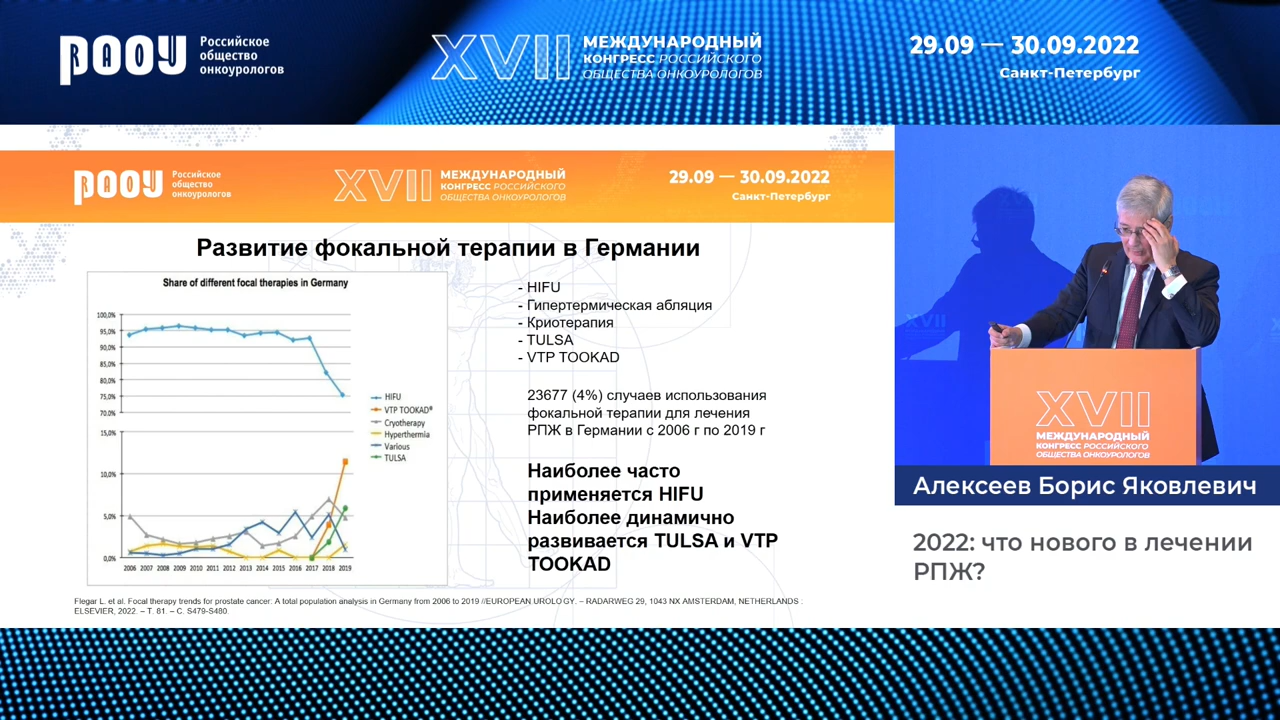 РООУ
Российское
общество
онкоурологов
XVII
МЕЖДУНАРОДНЫЙ
КОНГРЕСС РОССИЙСКОГО
ОБЩЕСТВА ОНКОУРОЛОГОВ
29.09 — 30.09.2022
Санкт-Петербург
РООУ
Российское
общество
онкоурологов
XVII
МЕЖДУНАРОДНЫЙ
КОНГРЕСС РОССИЙСКОГО
ОБЩЕСТВА ОНКОУРОЛОГОВ
29.09 — 30.09.2022
Санкт-Петербург
Развитие фокальной терапии в Германии
Share of different focal therapies in Germany
100,0%
95,0%
90,0%
85,0%
80,0%
75,0%
70,0%
15,0%
10,0%
5,0%
0,0%
2006 2007 2008 2009 2010 2011 2012 2013 2014 2015 2016 2017 2018 2019
HIFU
VTP TOOKAD®
Cryotherapy
Hyperthermia
Various
TULSA
- HIFU
- Гипертермическая абляция
- Криотерапия
- TULSA
- VTP TOOKAD
23677 (4%) случаев использования
фокальной терапии для лечения
РПЖ в Германии с 2006 г по 2019 г
Наиболее часто
применяется HIFU
Наиболее динамично
развивается TULSA и VTP
TOOKAD
Flegar L. et al. Focal therapy trends for prostate cancer: A total population analysis in Germany from 2006 to 2019 //EUROPEAN UROLOGY. – RADARWEG 29, 1043 NX AMSTERDAM, NETHERLANDS :
ELSEVIER, 2022. – Т. 81. – С. S479-S480.
XVII
XVII
МЕЖДУНАРОДНЫЙ
КОНГРЕСС РОССИЙСКОГО
ОБЩЕСТВА ОНКОУРОЛОГОВ
Алексеев Борис Яковлевич
2022: что нового в лечении
РПЖ?